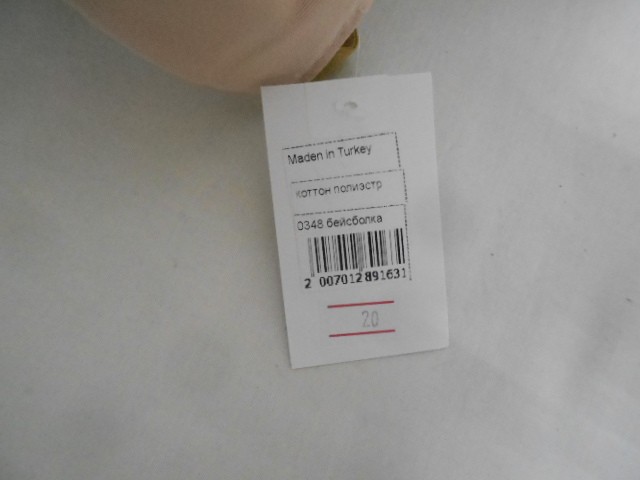 Maden in Turkey
коттон полиэстр
0348 бейсболка
2 007012 891631
20